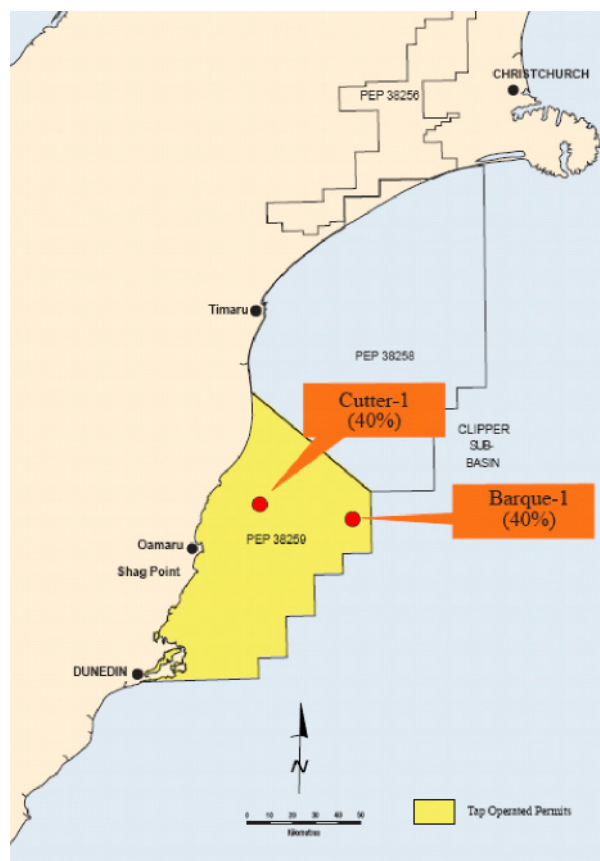 CHRISTCHURCH
PEP 38256
Timaru
PEP 38258
Cutter-1
(40%)
CLIPPER
SUB-
BASIN
Barque-1
(40%)
Oamaru
PEP 38259
Shag Point
DUNEDIN
N
0 10 20 30 40 50
Kilometres
Tap Operated Permits